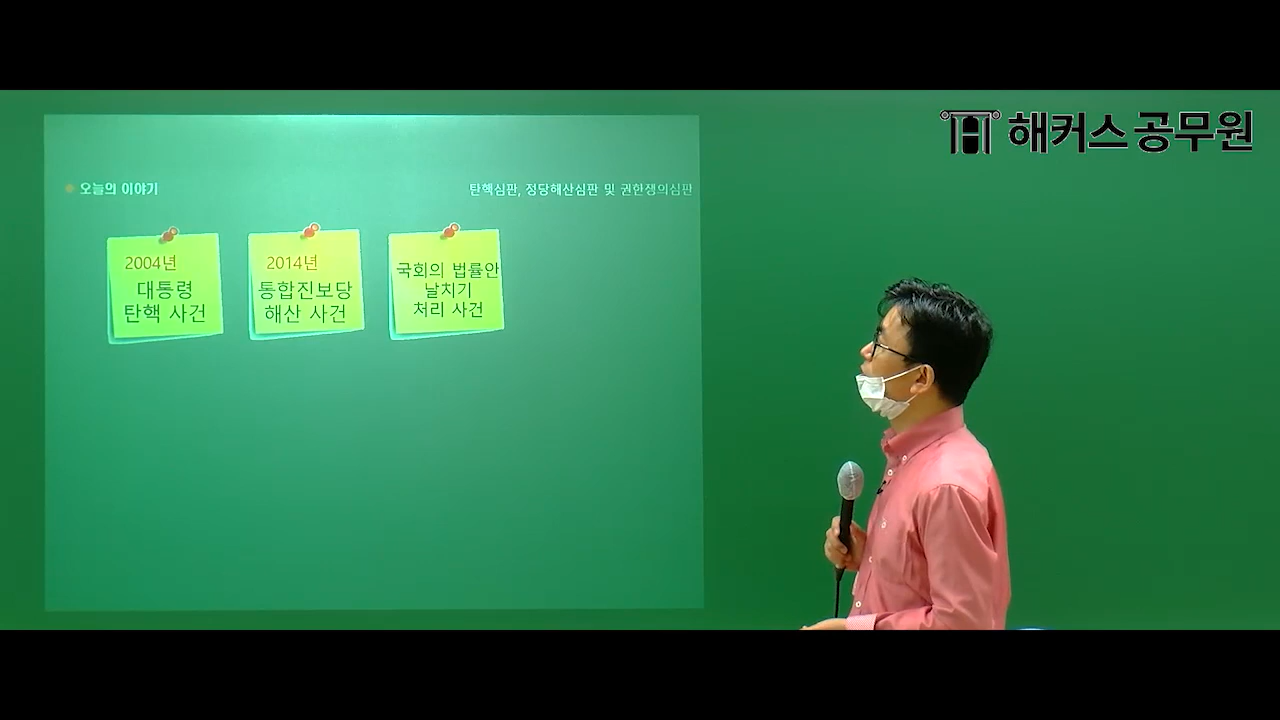 해커스 공무원
오늘의 이야기
탄핵심판, 정당해산심판 및 권한쟁의심판
2004년
대통령
탄핵 사건
2014년
통합진보당
해산 사건
국회의 법률안
날치기
처리 사건